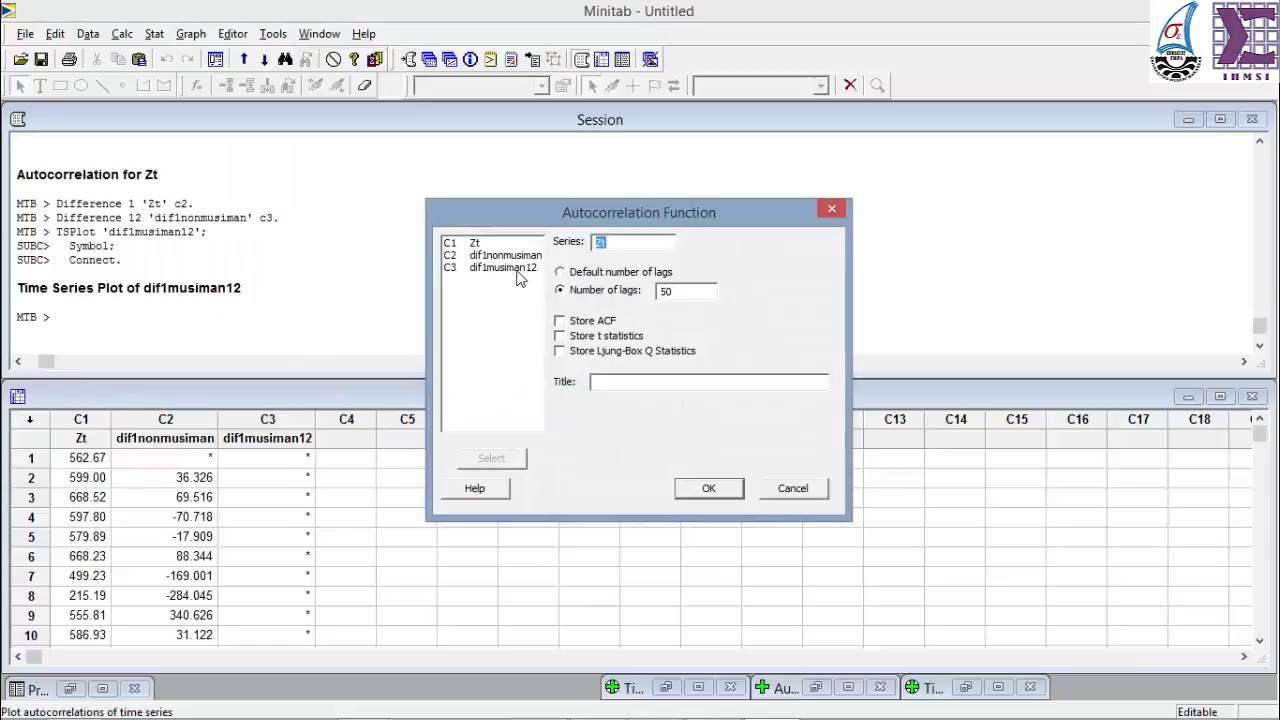 Minitab - Untitled
File Edit Data Calc Stat Graph Editor Tools Window Help
IHMSI
Session
Autocorrelation for Zt
MTB > Difference 1 'Zt' c2.
MTB > Difference 12 'dif1nonmusiman' c3.
MTB > TSPlot 'dif1musiman12';
SUBC> Symbol;
SUBC> Connect.
Time Series Plot of dif1musiman12
MTB >
Autocorrelation Function
C1 Zt
C2 dif1nonmusiman
C3 dif1musiman12
Series: Zt
Default number of lags
Number of lags: 50
Store ACF
Store t statistics
Store Ljung-Box Q Statistics
Title:
Select
Help OK Cancel
C1 C2 C3 C4 C5 C13 C14 C15 C16 C17 C18
Zt dif1nonmusiman dif1musiman12
1 562.67 * *
2 599.00 36.326 *
3 668.52 69.516 *
4 597.80 -70.718 *
5 579.89 -17.909 *
6 668.23 88.344 *
7 499.23 -169.001 *
8 215.19 -284.045 *
9 555.81 340.626 *
10 586.93 31.122 *
Pr... Ti... Au... Ti...
Plot autocorrelations of time series
Editable